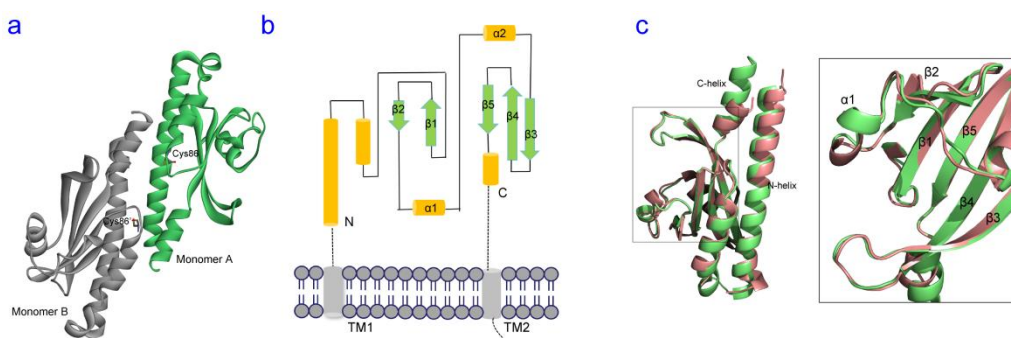 a
Cys86
Cys86'
Monomer A
Monomer B
b
α2
β2
β1
β5
β4
β3
α1
N
C
TM1
TM2
c
C-helix
N-helix
β2
α1
β5
β1
β4
β3